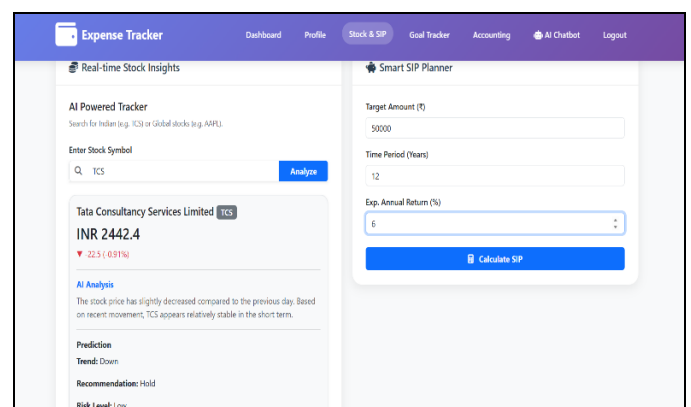 Expense Tracker
Dashboard Profile Stock & SIP Goal Tracker Accounting AI Chatbot Logout
Real-time Stock Insights
AI Powered Tracker
Search for Indian (e.g. TCS) or Global stocks (e.g. AAPL).
Enter Stock Symbol
TCS Analyze
Tata Consultancy Services Limited TCS
INR 2442.4
▼ -22.5 (-0.91%)
AI Analysis
The stock price has slightly decreased compared to the previous day. Based
on recent movement, TCS appears relatively stable in the short term.
Prediction
Trend: Down
Recommendation: Hold
Risk Level: Low
Smart SIP Planner
Target Amount (₹)
50000
Time Period (Years)
12
Exp. Annual Return (%)
6
Calculate SIP